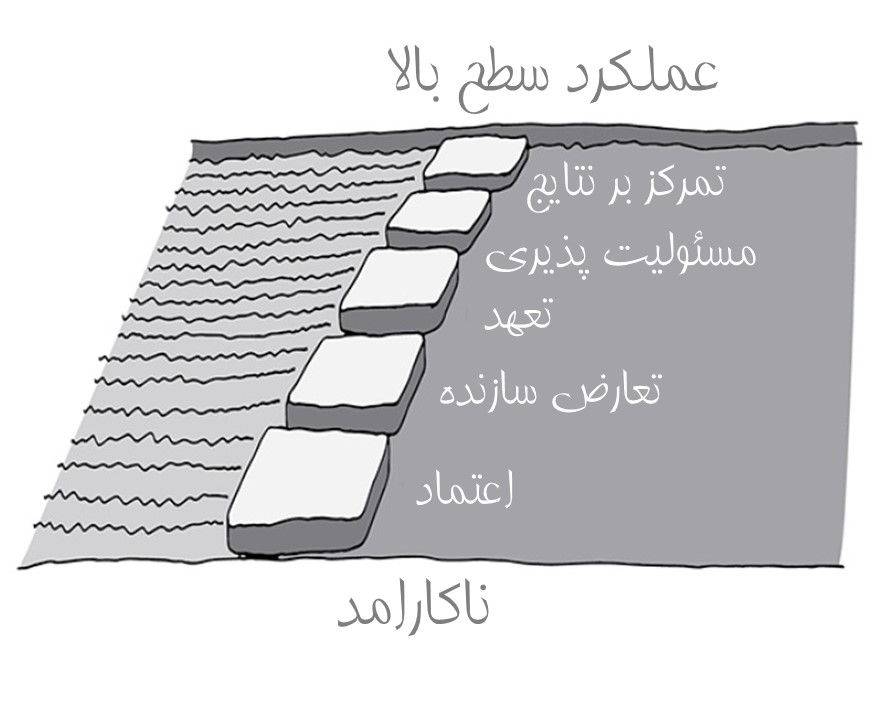 عملکرد سطح بالا
تمرکز بر نتایج
مسئولیت پذیری
تعهد
تعارض سازنده
اعتماد
ناکارامد